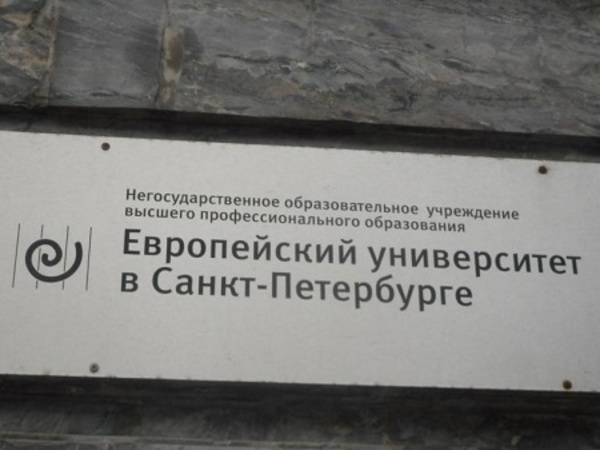 Негосударственное образовательное учреждение
высшего профессионального образования
Европейский университет
в Санкт-Петербурге